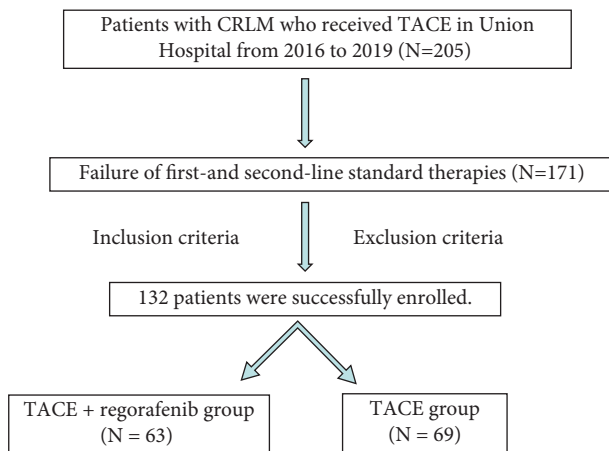 Patients with CRLM who received TACE in Union
Hospital from 2016 to 2019 (N=205)
Failure of first-and second-line standard therapies (N=171)
Inclusion criteria
Exclusion criteria
132 patients were successfully enrolled.
TACE + regorafenib group
(N = 63)
TACE group
(N = 69)